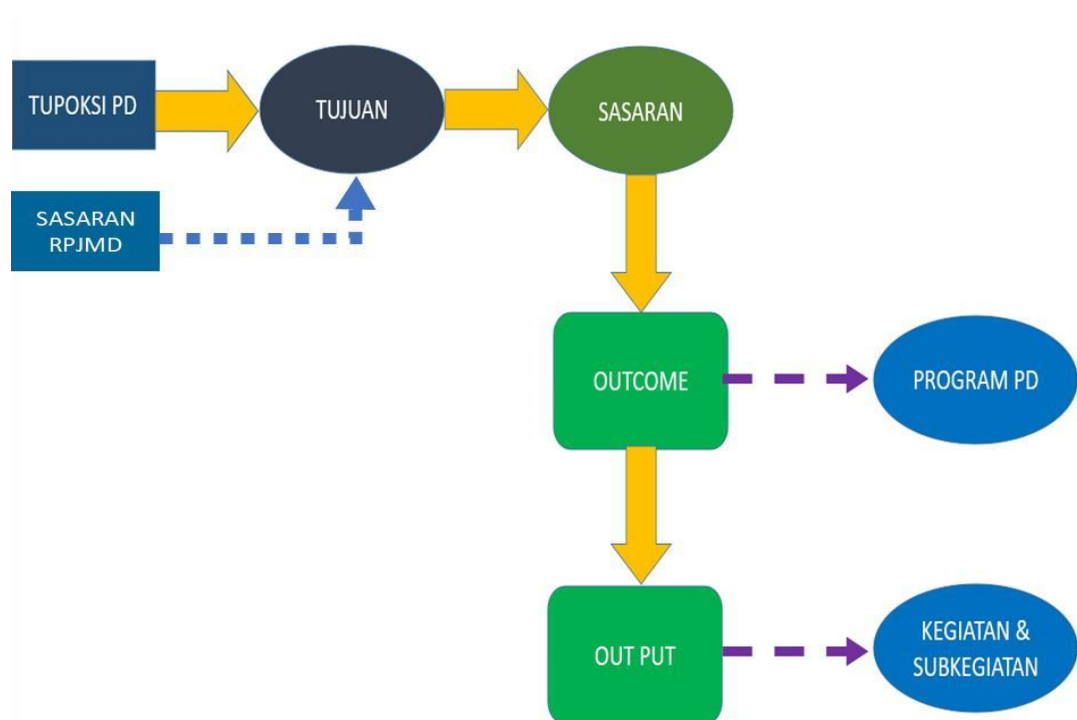 TUPOKSI PD
TUJUAN
SASARAN
SASARAN
RPJMD
OUTCOME
PROGRAM PD
OUT PUT
KEGIATAN &
SUBKEGIATAN